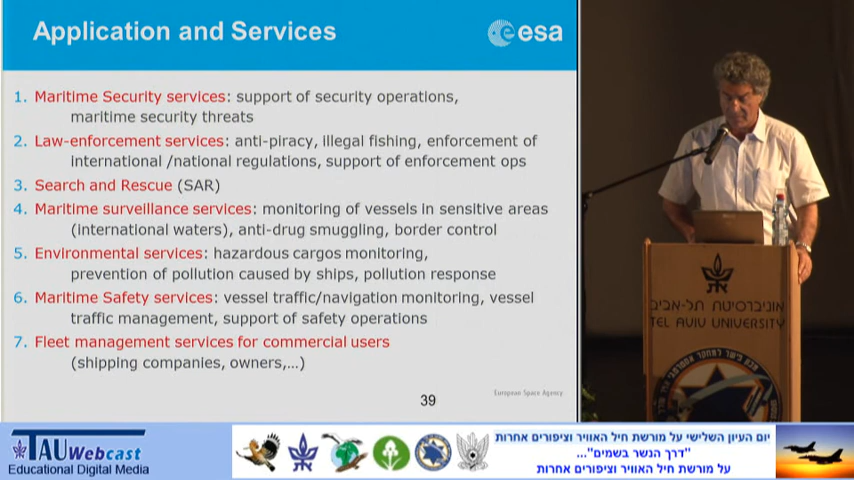 Application and Services
esa
1. Maritime Security services: support of security operations,
maritime security threats
2. Law-enforcement services: anti-piracy, illegal fishing, enforcement of
international /national regulations, support of enforcement ops
3. Search and Rescue (SAR)
4. Maritime surveillance services: monitoring of vessels in sensitive areas
(international waters), anti-drug smuggling, border control
5. Environmental services: hazardous cargos monitoring,
prevention of pollution caused by ships, pollution response
6. Maritime Safety services: vessel traffic/navigation monitoring, vessel
traffic management, support of safety operations
7. Fleet management services for commercial users
(shipping companies, owners,...)
39
European Space Agency
אוניברסיטת תל-אביב
TEL AVIV UNIVERSITY
TAU Webcast
Educational Digital Media
יום העיון השלישי על מורשת חיל האוויר וציפורים אחרות
"דרך הנשר בשמים"...
על מורשת חיל האוויר וציפורים אחרות